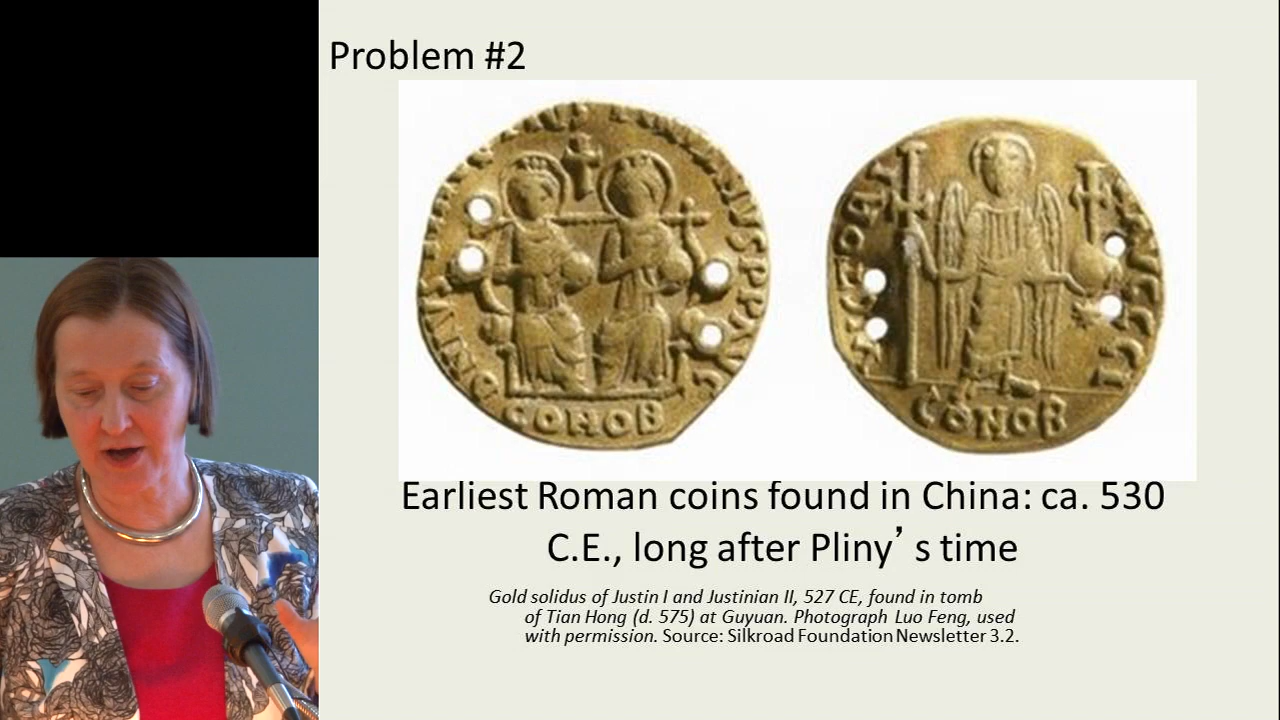 Problem #2
CONOB
CONOB
Earliest Roman coins found in China: ca. 530
C.E., long after Pliny’ s time
Gold solidus of Justin I and Justinian II, 527 CE, found in tomb
of Tian Hong (d. 575) at Guyuan. Photograph Luo Feng, used
with permission. Source: Silkroad Foundation Newsletter 3.2.